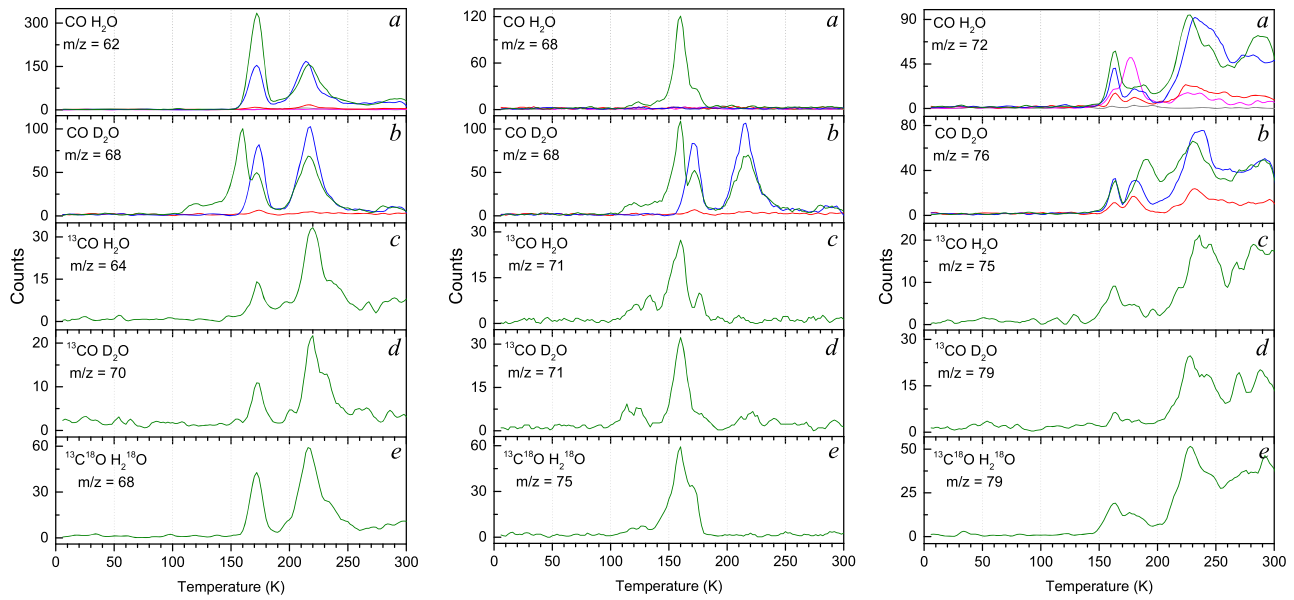 CO H2O
m/z = 62
a
300
150
0
CO D2O
m/z = 68
b
100
50
0
13CO H2O
m/z = 64
c
30
15
0
13CO D2O
m/z = 70
d
20
10
0
13C18O H218O
m/z = 68
e
60
30
0
0 50 100 150 200 250 300
Temperature (K)
Counts
CO H2O
m/z = 68
a
120
90
60
30
0
CO D2O
m/z = 68
b
100
50
0
13CO H2O
m/z = 71
c
30
15
0
13CO D2O
m/z = 71
d
30
15
0
13C18O H218O
m/z = 75
e
60
30
0
0 50 100 150 200 250 300
Temperature (K)
Counts
CO H2O
m/z = 72
a
90
45
0
CO D2O
m/z = 76
b
80
40
0
13CO H2O
m/z = 75
c
20
10
0
13CO D2O
m/z = 79
d
30
15
0
13C18O H218O
m/z = 79
e
50
25
0
0 50 100 150 200 250 300
Temperature (K)
Counts